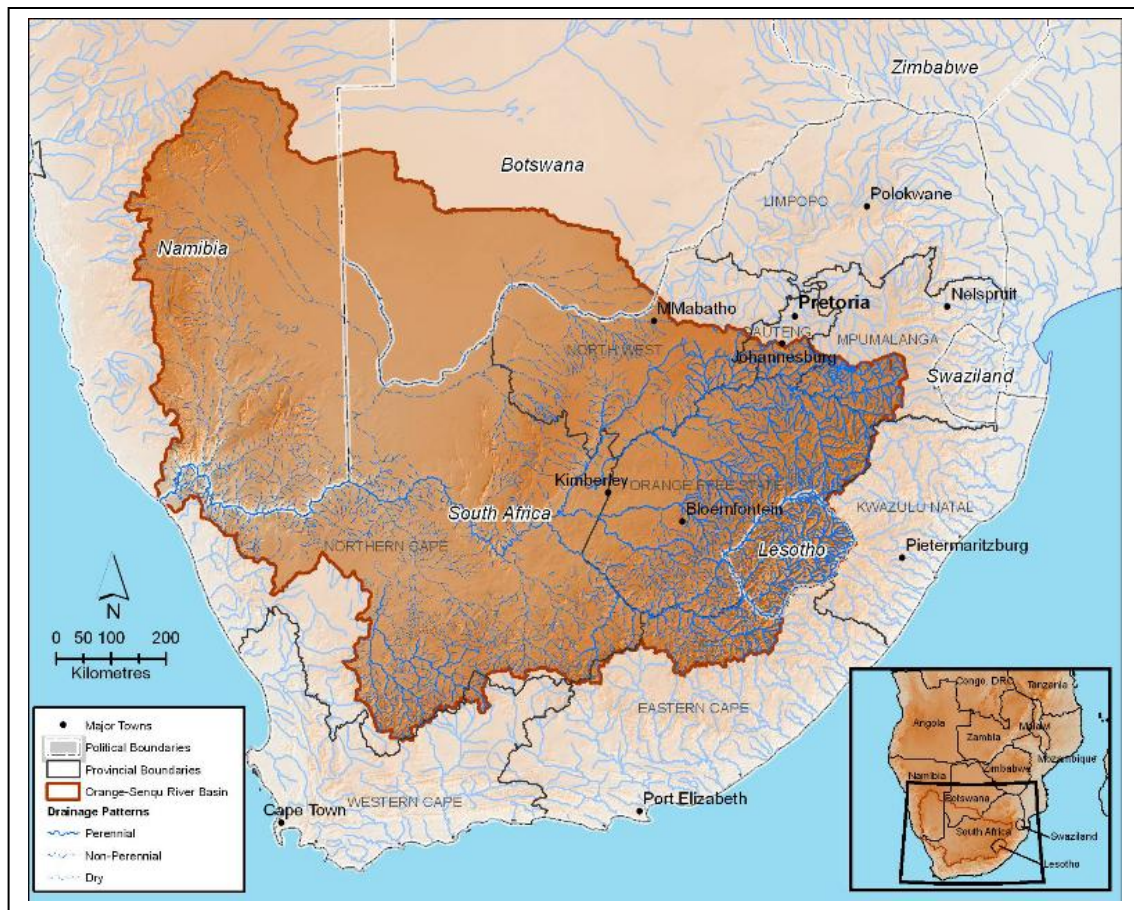 Zimbabwe
Botswana
Polokwane
LIMPOPO
Namibia
Pretoria
Nelspruit
MMabatho
GAUTENG
MPUMALANGA
NORTH WEST
Johannesburg
Swaziland
Kimberley
ORANGE FREE STATE
KWAZULU NATAL
South Africa
Bloemfontein
Lesotho
NORTHERN CAPE
Pietermaritzburg
N
0 50 100 200
Kilometres
EASTERN CAPE
WESTERN CAPE
Port Elizabeth
Cape Town
Major Towns
Political Boundaries
Provincial Boundaries
Orange-Senqu River Basin
Drainage Patterns
Perennial
Non-Perennial
Dry
Congo, DRC
Tanzania
Angola
Malawi
Zambia
Mozambique
Zimbabwe
Namibia
Botswana
South Africa
Swaziland
Lesotho